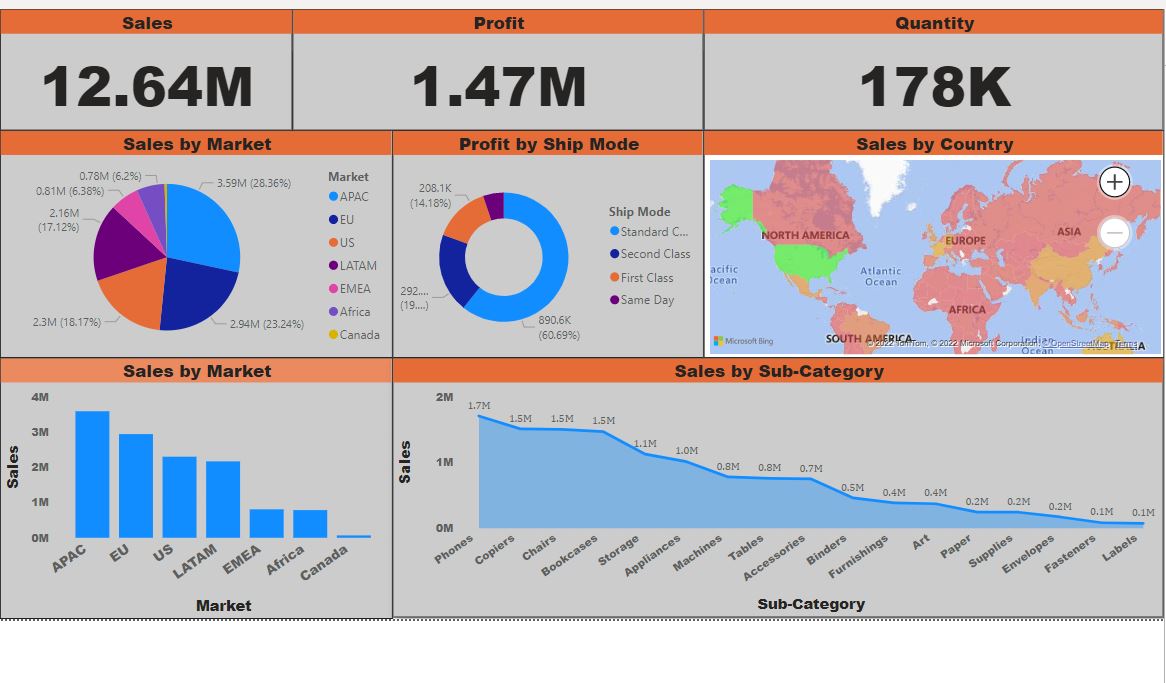 Sales
12.64M
Profit
1.47M
Quantity
178K
Sales by Market
0.78M (6.2%)
0.81M (6.38%)
2.16M
(17.12%)
2.3M (18.17%)
3.59M (28.36%)
2.94M (23.24%)
Market
APAC
EU
US
LATAM
EMEA
Africa
Canada
Profit by Ship Mode
208.1K
(14.18%)
292....
(19....)
890.6K
(60.69%)
Ship Mode
Standard C...
Second Class
First Class
Same Day
Sales by Country
NORTH AMERICA
EUROPE
ASIA
acific
Ocean
Atlantic
Ocean
AFRICA
SOUTH AMERICA
Indian
Ocean
Microsoft Bing
© 2022 TomTom, © 2022 Microsoft Corporation, © OpenStreetMap Terms
Sales by Market
Sales
4M
3M
2M
1M
0M
APAC
EU
US
LATAM
EMEA
Africa
Canada
Market
Sales by Sub-Category
Sales
2M
1M
0M
1.7M
1.5M
1.5M
1.5M
1.1M
1.0M
0.8M
0.8M
0.7M
0.5M
0.4M
0.4M
0.2M
0.2M
0.2M
0.1M
0.1M
Phones
Copiers
Chairs
Bookcases
Storage
Appliances
Machines
Tables
Accessories
Binders
Furnishings
Art
Paper
Supplies
Envelopes
Fasteners
Labels
Sub-Category